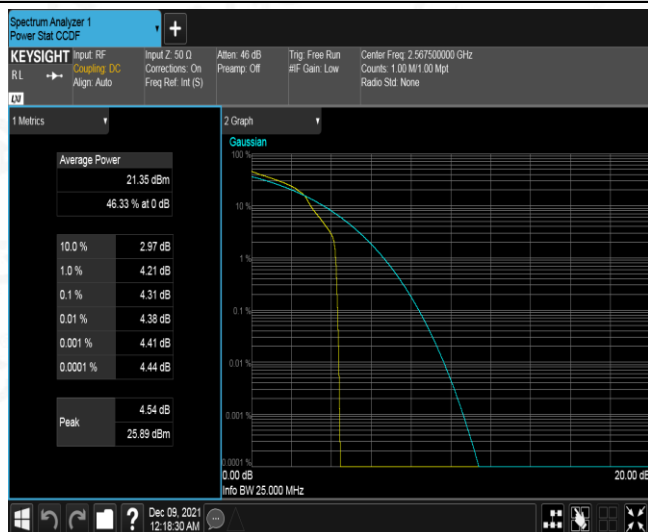 Spectrum Analyzer 1
Power Stat CCDF
KEYSIGHT
RL
LXI
Input: RF
Coupling: DC
Align: Auto
Input Z: 50 Ω
Corrections: On
Freq Ref: Int (S)
Atten: 46 dB
Preamp: Off
Trig: Free Run
#IF Gain: Low
Center Freq: 2.567500000 GHz
Counts: 1.00 M/1.00 Mpt
Radio Std: None
1 Metrics
Average Power
21.35 dBm
46.33 % at 0 dB
10.0 % 2.97 dB
1.0 % 4.21 dB
0.1 % 4.31 dB
0.01 % 4.38 dB
0.001 % 4.41 dB
0.0001 % 4.44 dB
Peak
4.54 dB
25.89 dBm
2 Graph
Gaussian
100 %
10 %
1 %
0.1 %
0.01 %
0.001 %
0.0001 %
0.00 dB
20.00 dB
Info BW 25.000 MHz
?
Dec 09, 2021
12:18:30 AM